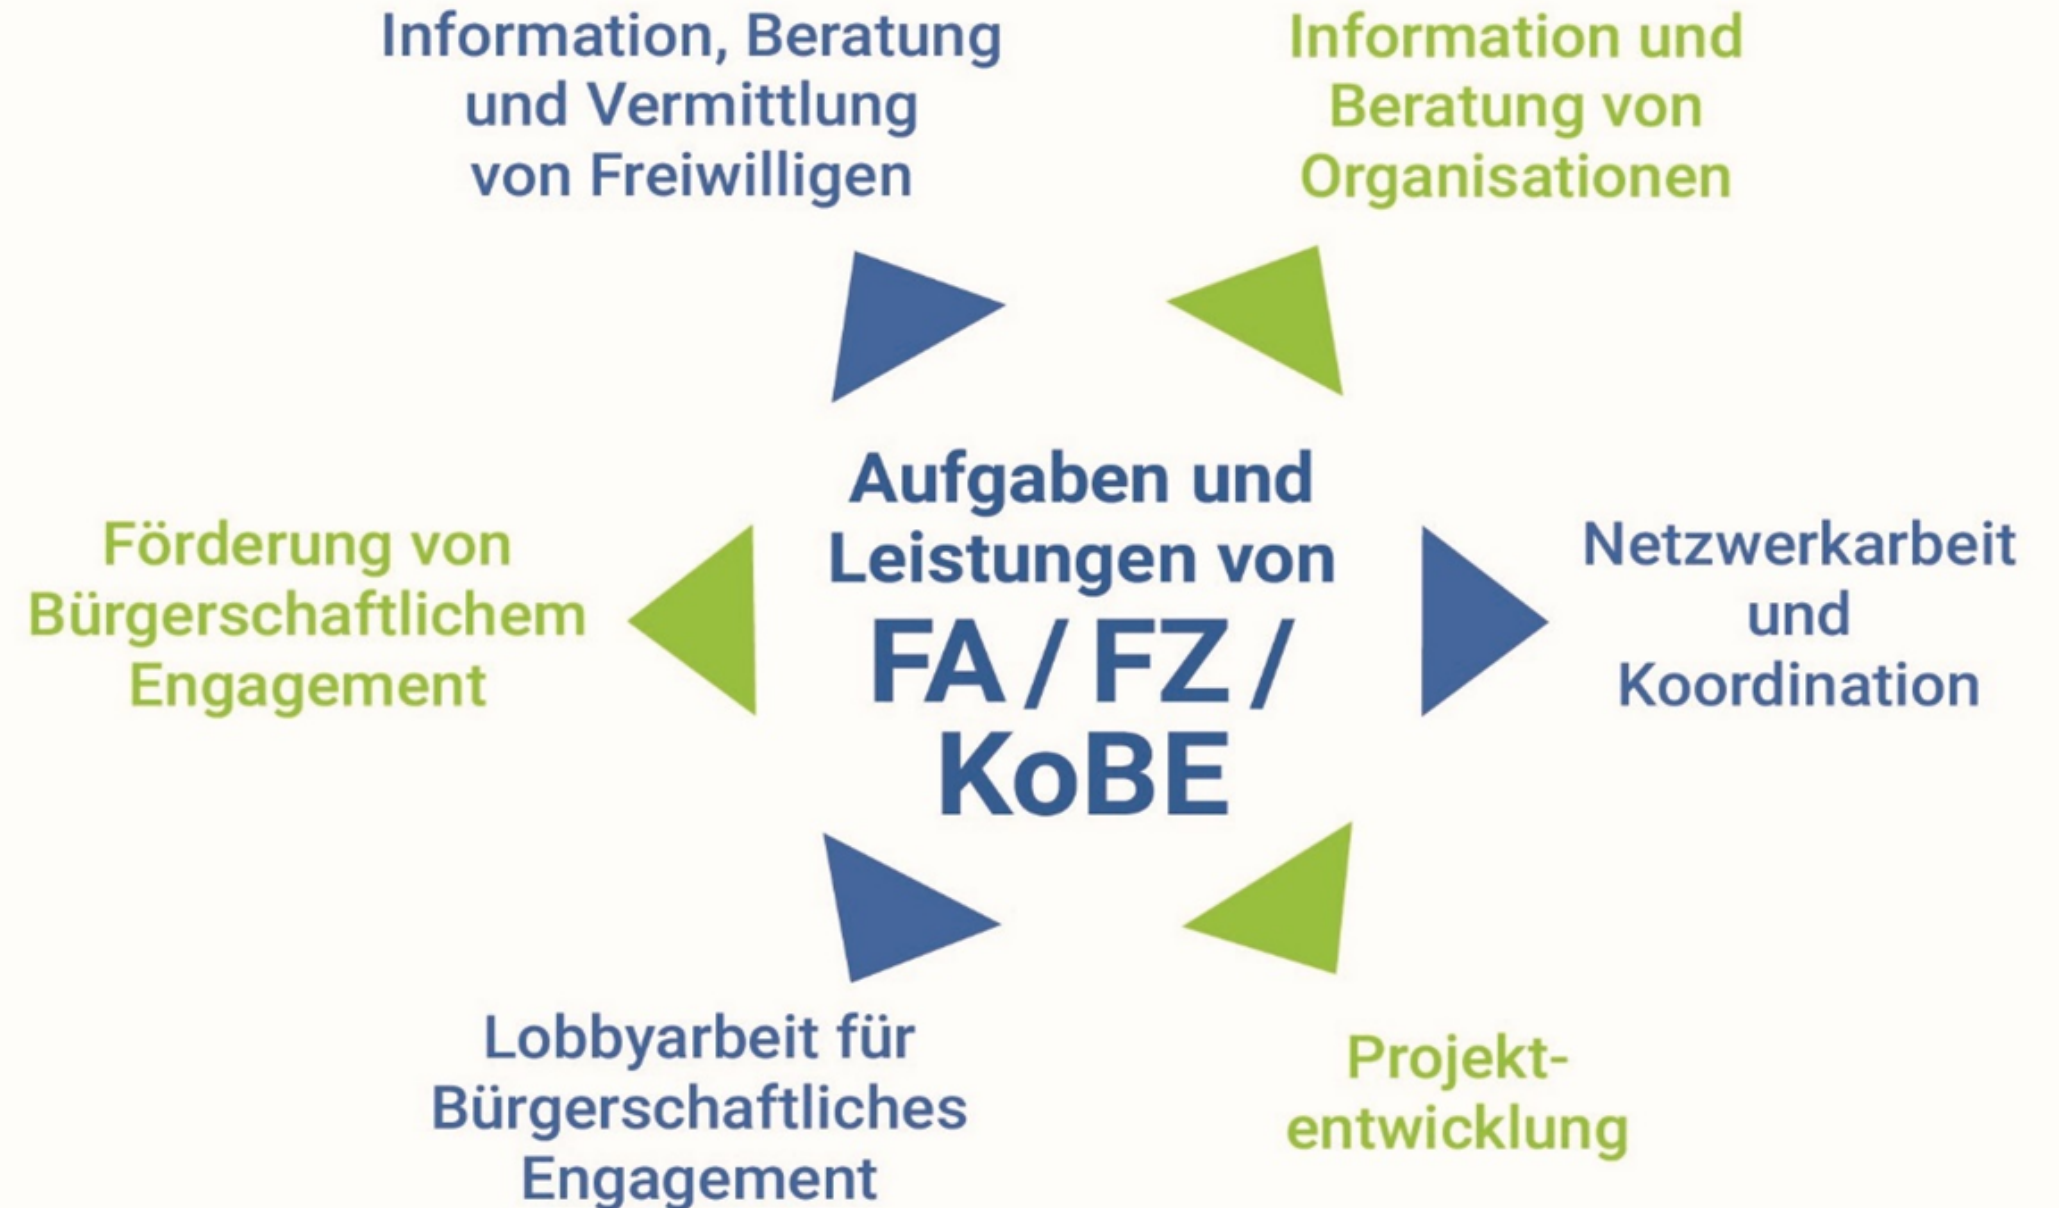 Information, Beratung
und Vermittlung
von Freiwilligen
Information und
Beratung von
Organisationen
Aufgaben und
Leistungen von
FA / FZ /
KoBE
Förderung von
Bürgerschaftlichem
Engagement
Netzwerkarbeit
und
Koordination
Lobbyarbeit für
Bürgerschaftliches
Engagement
Projekt-
entwicklung